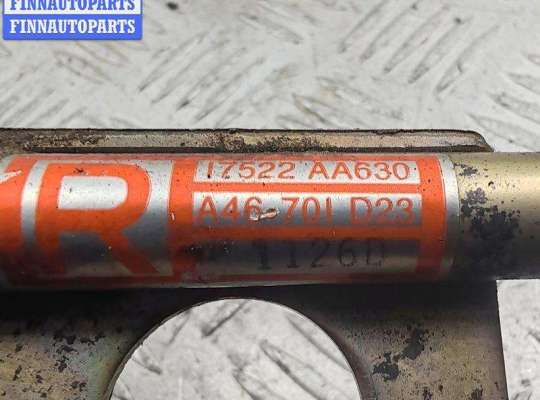 FINNAUTOPARTS
FINNAUTOPARTS
R
17522 AA630
A46-701 D23
1126D